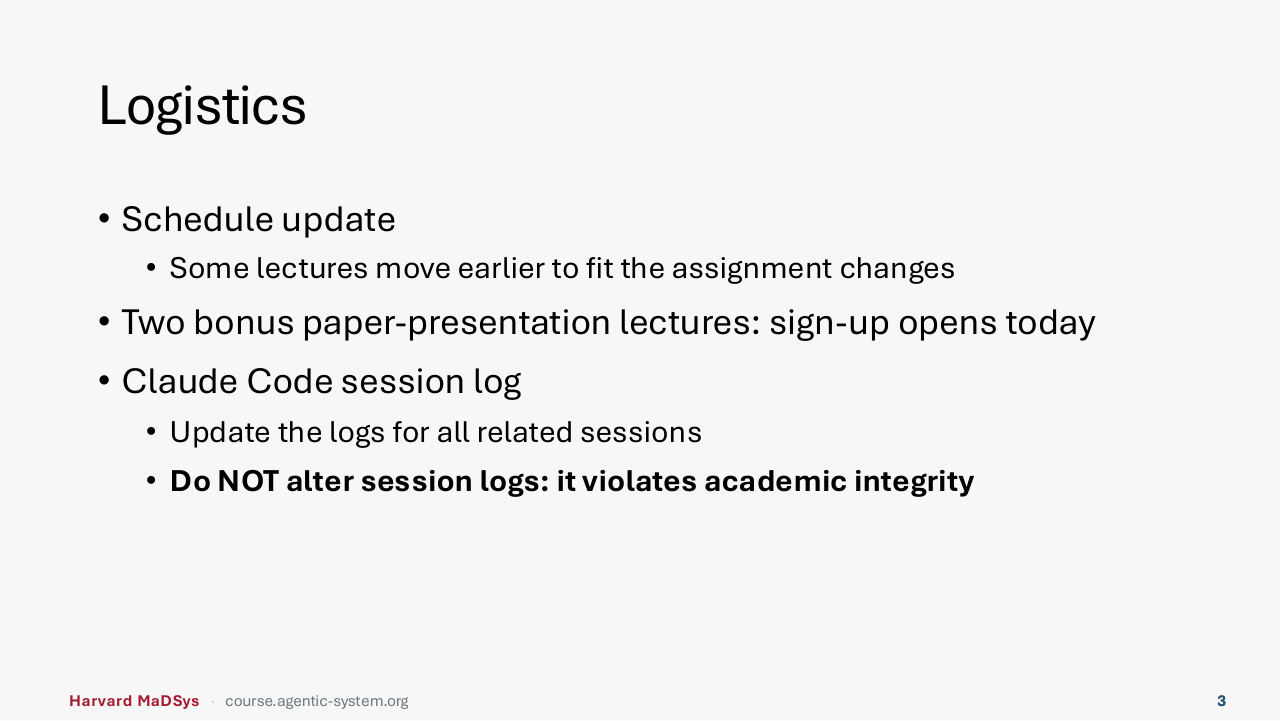 Logistics
• Schedule update
• Some lectures move earlier to fit the assignment changes
• Two bonus paper-presentation lectures: sign-up opens today
• Claude Code session log
• Update the logs for all related sessions
• Do NOT alter session logs: it violates academic integrity
Harvard MaDSys · course.agentic-system.org 3